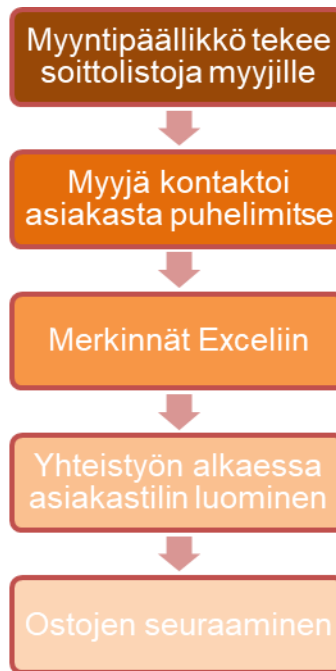 Myyntipäällikkö tekee
soittolistoja myyjille
Myyjä kontaktoi
asiakasta puhelimitse
Merkinnät Exceliin
Yhteistyön alkaessa
asiakastilin luominen
Ostojen seuraaminen